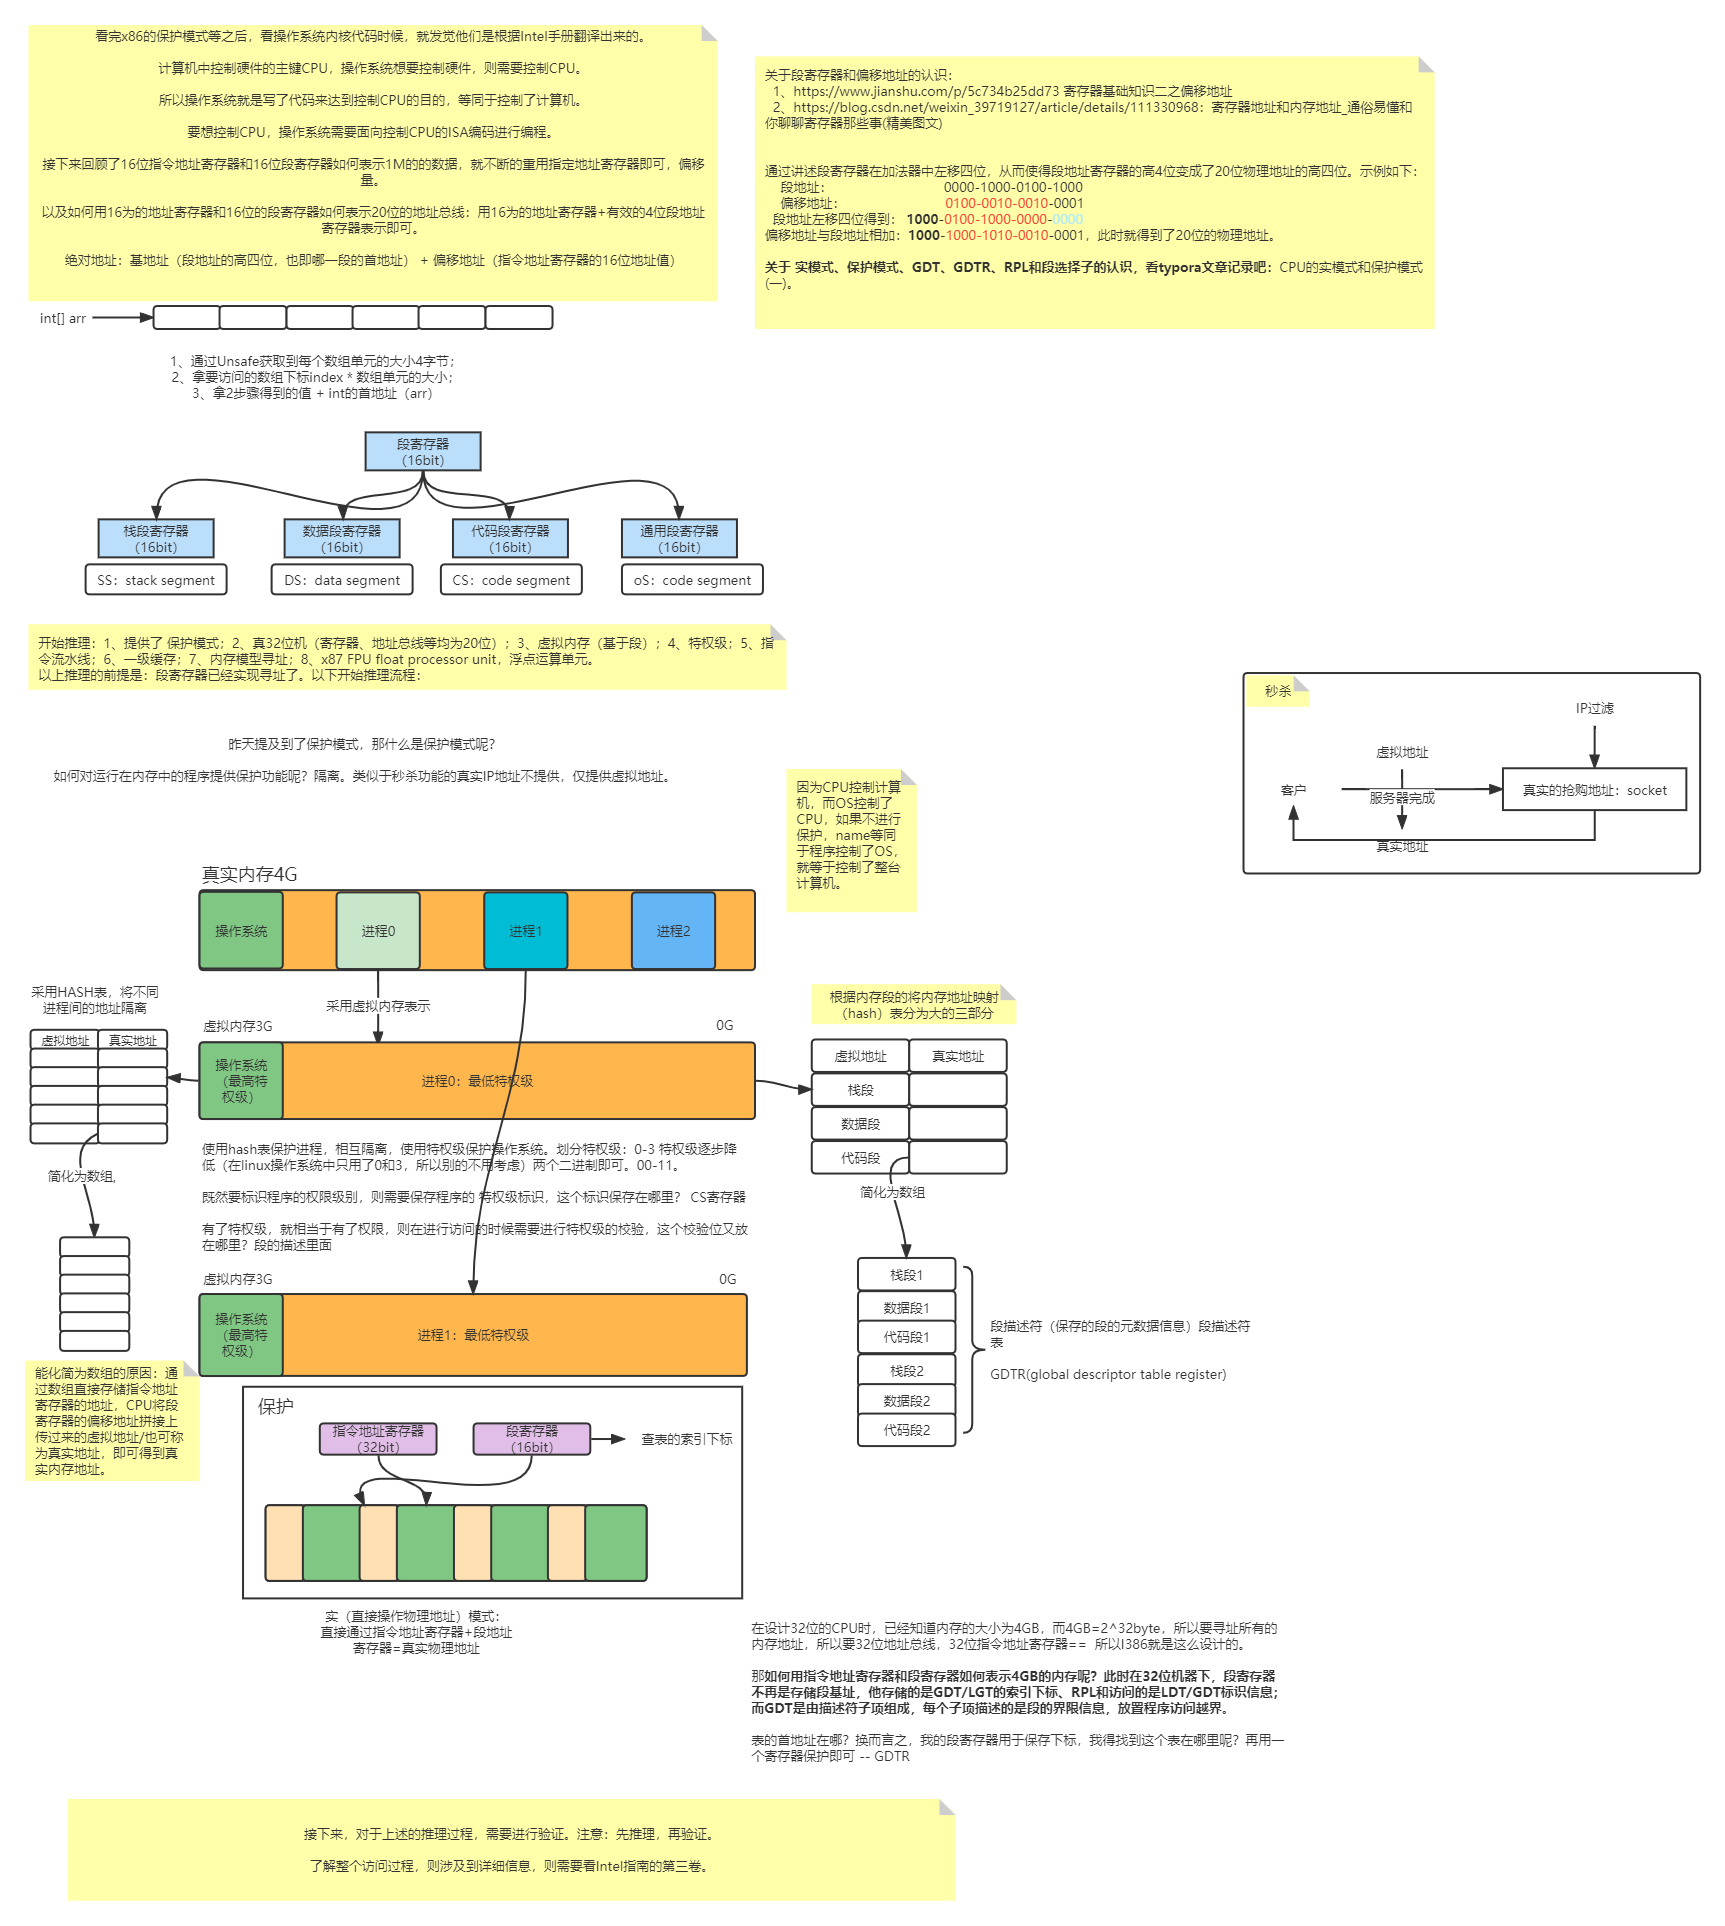 看完x86的保护模式等之后，看操作系统内核代码时候，就发觉他们是根据Intel手册翻译出来的。
计算机中控制硬件的主键CPU，操作系统想要控制硬件，则需要控制CPU。
所以操作系统就是写了代码来达到控制CPU的目的，等同于控制了计算机。
要想控制CPU，操作系统需要面向控制CPU的ISA编码进行编程。
接下来回顾了16位指令地址寄存器和16位段寄存器如何表示1M的的数据，就不断的重用指定地址寄存器即可，偏移
量。
以及如何用16为的地址寄存器和16位的段寄存器如何表示20位的地址总线：用16为的地址寄存器+有效的4位段地址
寄存器表示即可。
绝对地址：基地址（段地址的高四位，也即哪一段的首地址） + 偏移地址（指令地址寄存器的16位地址值）
关于段寄存器和偏移地址的认识：
1、https://www.jianshu.com/p/5c734b25dd73 寄存器基础知识二之偏移地址
2、https://blog.csdn.net/weixin_39719127/article/details/111330968：寄存器地址和内存地址_通俗易懂和
你聊聊寄存器那些事(精美图文)
通过讲述段寄存器在加法器中左移四位，从而使得段地址寄存器的高4位变成了20位物理地址的高四位。示例如下：
段地址： 0000-1000-0100-1000
偏移地址： 0100-0010-0010-0001
段地址左移四位得到： 1000-0100-1000-0000-0000
偏移地址与段地址相加：1000-1000-1010-0010-0001，此时就得到了20位的物理地址。
关于 实模式、保护模式、GDT、GDTR、RPL和段选择子的认识，看typora文章记录吧：CPU的实模式和保护模式
(一)。
int[] arr
1、通过Unsafe获取到每个数组单元的大小4字节；
2、拿要访问的数组下标index * 数组单元的大小；
3、拿2步骤得到的值 + int的首地址（arr）
段寄存器
（16bit）
栈段寄存器
（16bit）
数据段寄存器
（16bit）
代码段寄存器
（16bit）
通用段寄存器
（16bit）
SS：stack segment
DS：data segment
CS：code segment
oS：code segment
开始推理：1、提供了 保护模式；2、真32位机（寄存器、地址总线等均为20位）；3、虚拟内存（基于段）；4、特权级；5、指
令流水线；6、一级缓存；7、内存模型寻址；8、x87 FPU float processor unit，浮点运算单元。
以上推理的前提是：段寄存器已经实现寻址了。以下开始推理流程：
昨天提及到了保护模式，那什么是保护模式呢？
如何对运行在内存中的程序提供保护功能呢？隔离。类似于秒杀功能的真实IP地址不提供，仅提供虚拟地址。
因为CPU控制计算
机，而OS控制了
CPU，如果不进行
保护，name等同
于程序控制了OS，
就等于控制了整台
计算机。
秒杀
IP过滤
虚拟地址
客户
服务器完成
真实的抢购地址：socket
真实地址
真实内存4G
操作系统
进程0
进程1
进程2
采用虚拟内存表示
采用HASH表，将不同
进程间的地址隔离
虚拟地址
真实地址
简化为数组,
虚拟内存3G
0G
操作系统
（最高特
权级）
进程0：最低特权级
根据内存段的将内存地址映射
（hash）表分为大的三部分
虚拟地址
真实地址
栈段
数据段
代码段
简化为数组
使用hash表保护进程，相互隔离，使用特权级保护操作系统。划分特权级：0-3 特权级逐步降
低（在linux操作系统中只用了0和3，所以别的不用考虑）两个二进制即可。00-11。
既然要标识程序的权限级别，则需要保存程序的 特权级标识，这个标识保存在哪里？ CS寄存器
有了特权级，就相当于有了权限，则在进行访问的时候需要进行特权级的校验，这个校验位又放
在哪里？段的描述里面
虚拟内存3G
0G
操作系统
（最高特
权级）
进程1：最低特权级
栈段1
数据段1
代码段1
栈段2
数据段2
代码段2
段描述符（保存的段的元数据信息）段描述符
表
GDTR(global descriptor table register)
能化简为数组的原因：通
过数组直接存储指令地址
寄存器的地址，CPU将段
寄存器的偏移地址拼接上
传过来的虚拟地址/也可称
为真实地址，即可得到真
实内存地址。
保护
指令地址寄存器
（32bit）
段寄存器
（16bit）
查表的索引下标
实（直接操作物理地址）模式：
直接通过指令地址寄存器+段地址
寄存器=真实物理地址
在设计32位的CPU时，已经知道内存的大小为4GB，而4GB=2^32byte，所以要寻址所有的
内存地址，所以要32位地址总线，32位指令地址寄存器== 所以I386就是这么设计的。
那如何用指令地址寄存器和段寄存器如何表示4GB的内存呢？此时在32位机器下，段寄存器
不再是存储段基址，他存储的是GDT/LGT的索引下标、RPL和访问的是LDT/GDT标识信息；
而GDT是由描述符子项组成，每个子项描述的是段的界限信息，放置程序访问越界。
表的首地址在哪？换而言之，我的段寄存器用于保存下标，我得找到这个表在哪里呢？再用一
个寄存器保护即可 -- GDTR
接下来，对于上述的推理过程，需要进行验证。注意：先推理，再验证。
了解整个访问过程，则涉及到详细信息，则需要看Intel指南的第三卷。